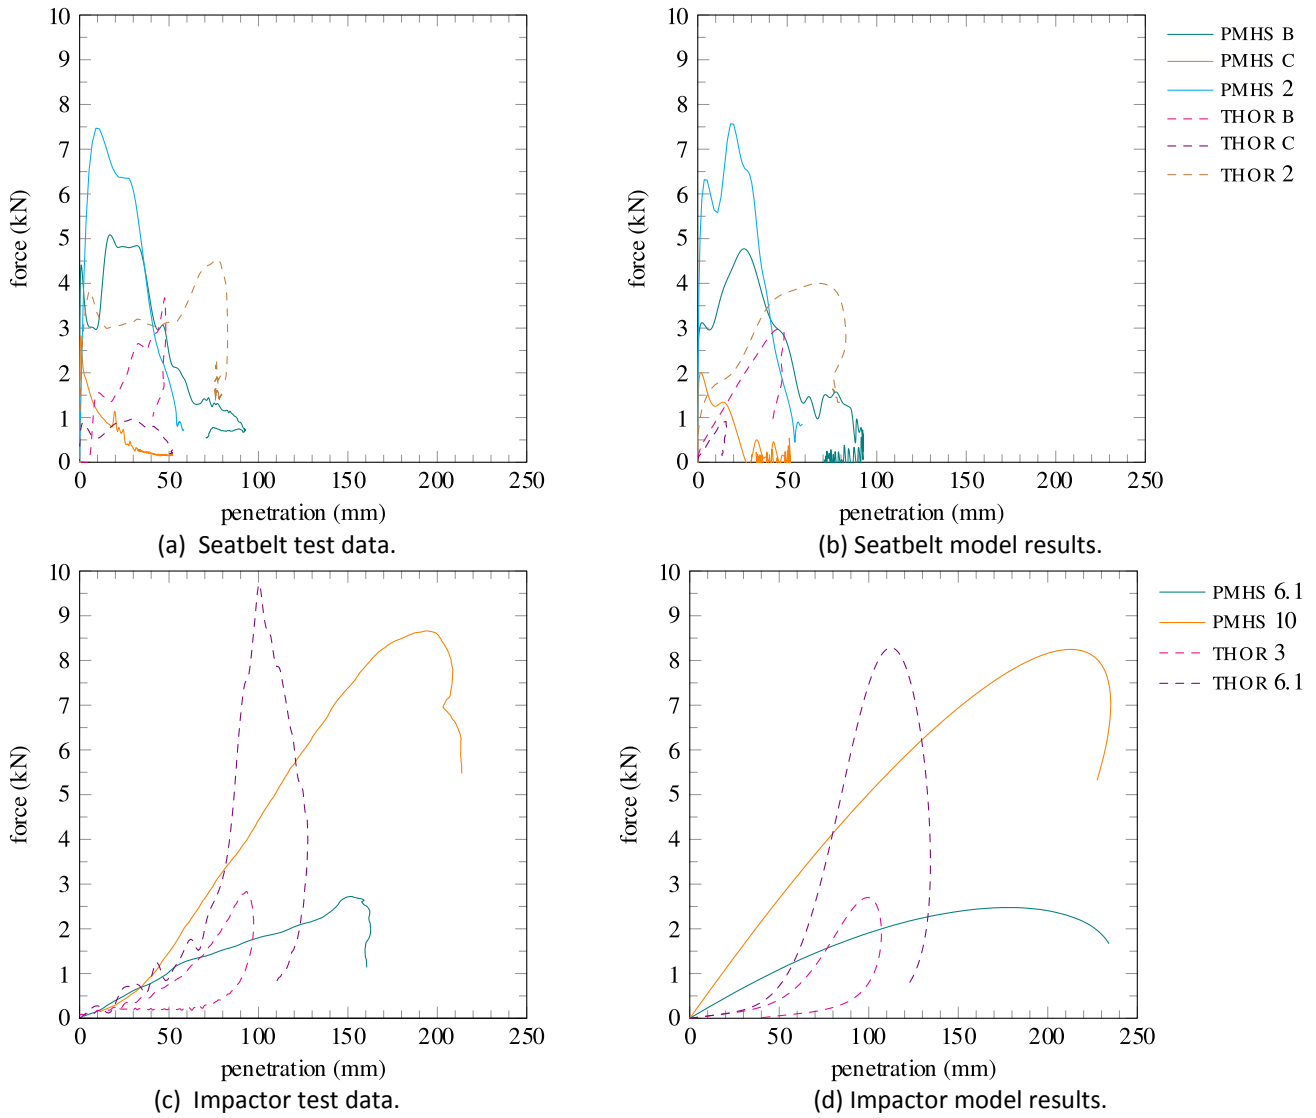 10
9
8
7
6
5
4
3
2
1
0
force (kN)
0 50 100 150 200 250
penetration (mm)
(a) Seatbelt test data.
10
9
8
7
6
5
4
3
2
1
0
force (kN)
0 50 100 150 200 250
penetration (mm)
(b) Seatbelt model results.
PMHS B
PMHS C
PMHS 2
THOR B
THOR C
THOR 2
10
9
8
7
6
5
4
3
2
1
0
force (kN)
0 50 100 150 200 250
penetration (mm)
(c) Impactor test data.
10
9
8
7
6
5
4
3
2
1
0
force (kN)
0 50 100 150 200 250
penetration (mm)
(d) Impactor model results.
PMHS 6.1
PMHS 10
THOR 3
THOR 6.1